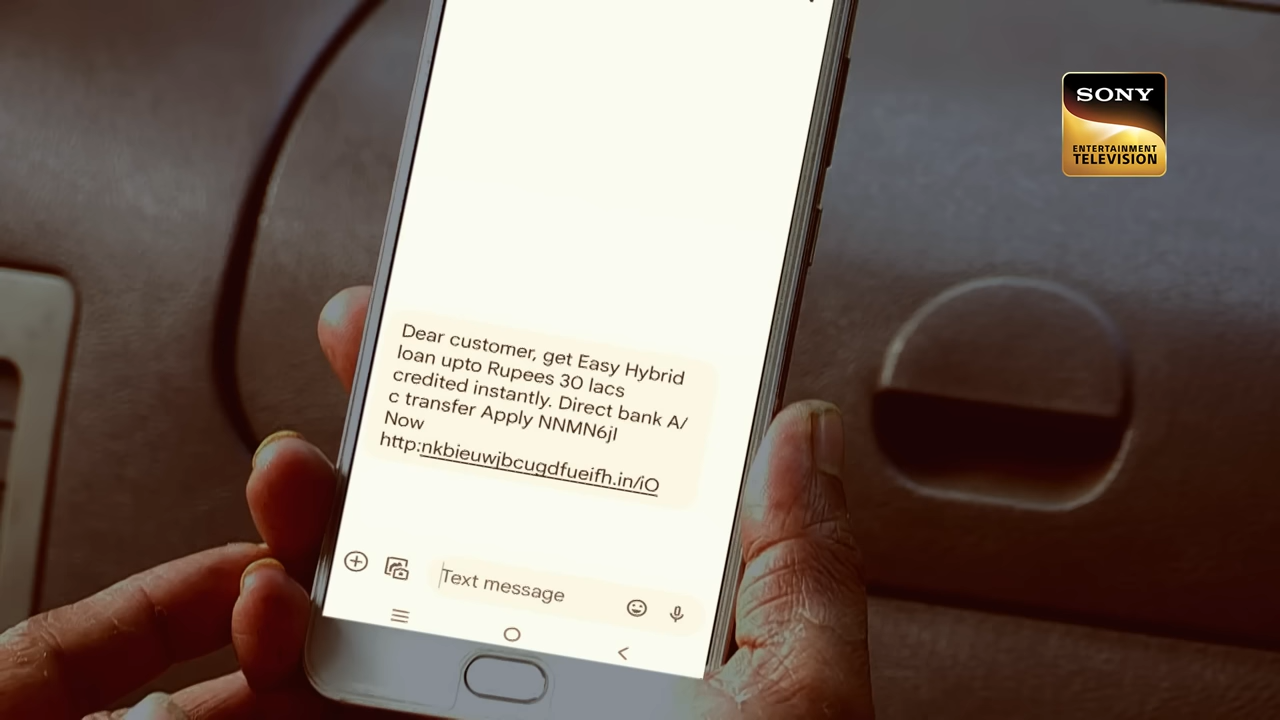 SONY
ENTERTAINMENT
TELEVISION
Dear customer, get Easy Hybrid
loan upto Rupees 30 lacs
credited instantly. Direct bank A/
c transfer Apply NNMN6jl
Now
http:nkbieuwjbcugdfueifh.in/iO
Text message